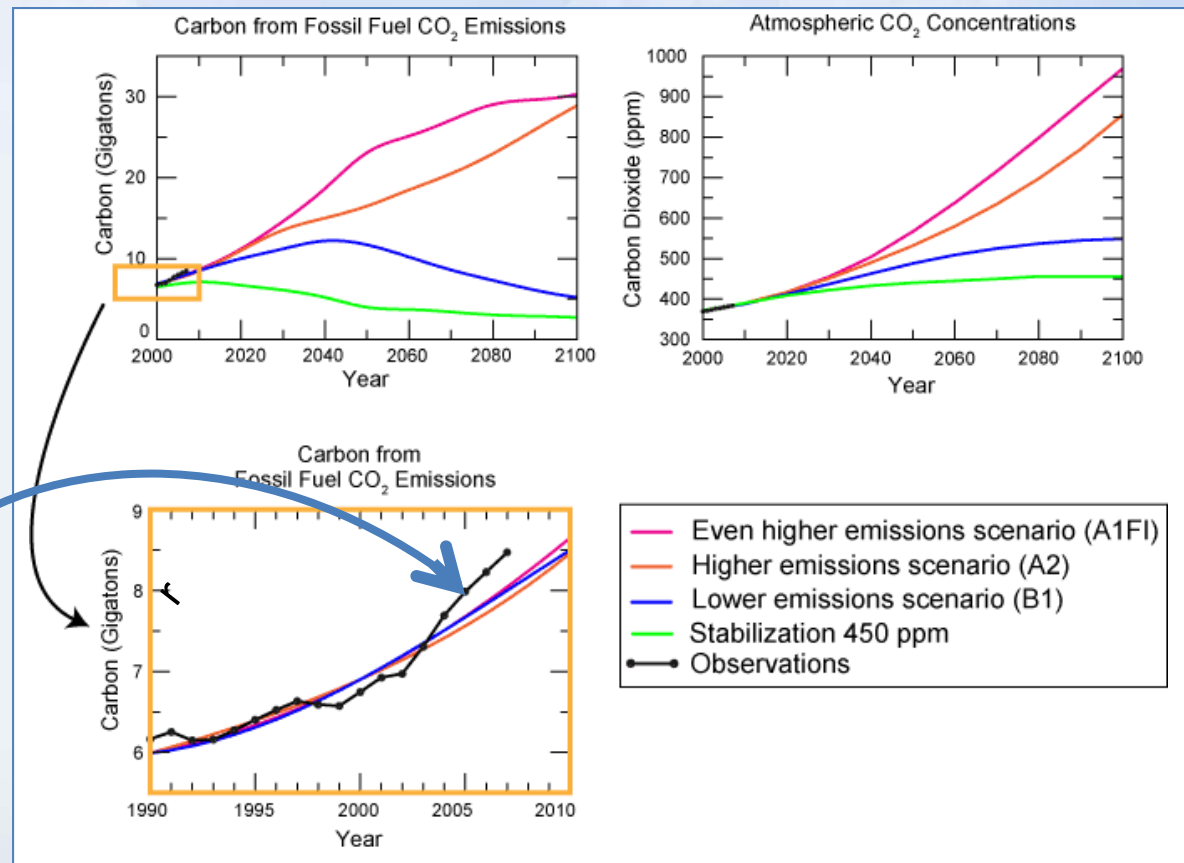 Carbon from Fossil Fuel CO₂ Emissions
Carbon (Gigatons)
30
20
10
0
2000 2020 2040 2060 2080 2100
Year
Atmospheric CO₂ Concentrations
Carbon Dioxide (ppm)
1000
900
800
700
600
500
400
300
2000 2020 2040 2060 2080 2100
Year
Carbon from
Fossil Fuel CO₂ Emissions
Carbon (Gigatons)
9
8
7
6
1990 1995 2000 2005 2010
Year
Even higher emissions scenario (A1FI)
Higher emissions scenario (A2)
Lower emissions scenario (B1)
Stabilization 450 ppm
Observations